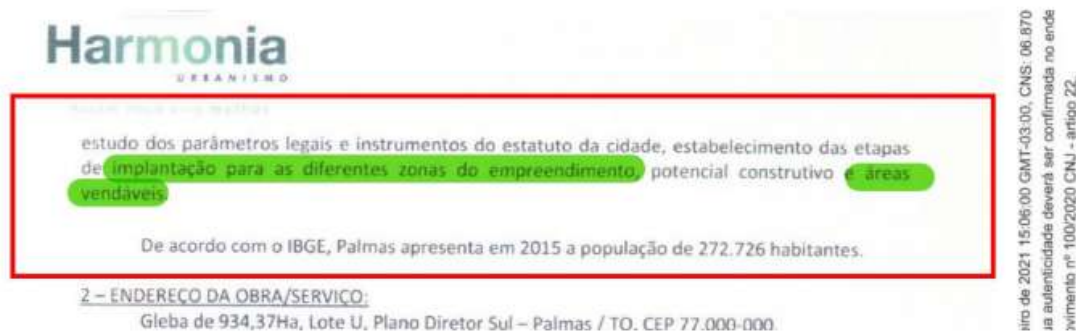 Harmonia
URBANISMO
estudo dos parâmetros legais e instrumentos do estatuto da cidade, estabelecimento das etapas
de implantação para as diferentes zonas do empreendimento, potencial construtivo e áreas
vendáveis.
De acordo com o IBGE, Palmas apresenta em 2015 a população de 272.726 habitantes.
2 – ENDEREÇO DA OBRA/SERVIÇO:
Gleba de 934,37Ha, Lote U, Plano Diretor Sul – Palmas / TO, CEP 77.000-000.
iro de 2021 15:06:00 GMT-03:00, CNS: 06.870
a autenticidade deverá ser confirmada no ende
ovimento nº 100/2020 CNJ - artigo 22.